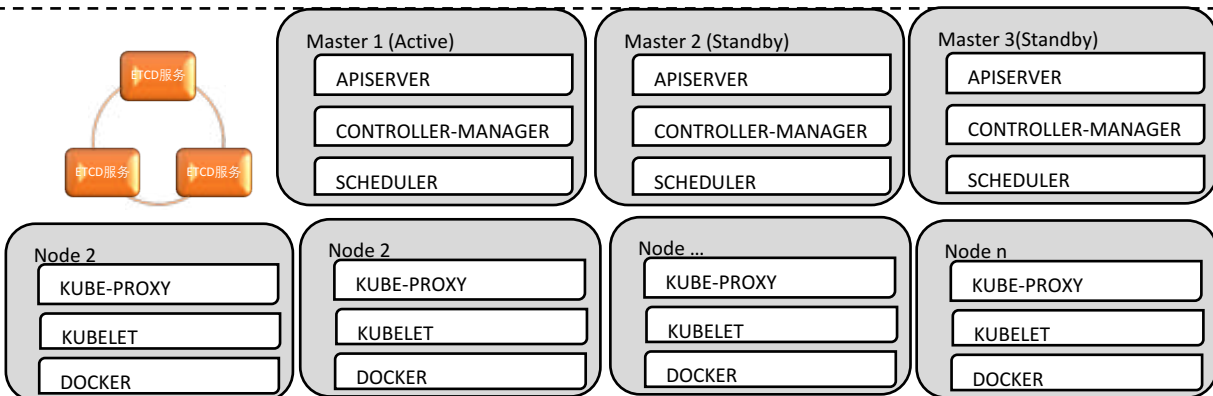 ETCD服务
ETCD服务
ETCD服务
Master 1 (Active)
APISERVER
CONTROLLER-MANAGER
SCHEDULER
Master 2 (Standby)
APISERVER
CONTROLLER-MANAGER
SCHEDULER
Master 3(Standby)
APISERVER
CONTROLLER-MANAGER
SCHEDULER
Node 2
KUBE-PROXY
KUBELET
DOCKER
Node 2
KUBE-PROXY
KUBELET
DOCKER
Node ...
KUBE-PROXY
KUBELET
DOCKER
Node n
KUBE-PROXY
KUBELET
DOCKER